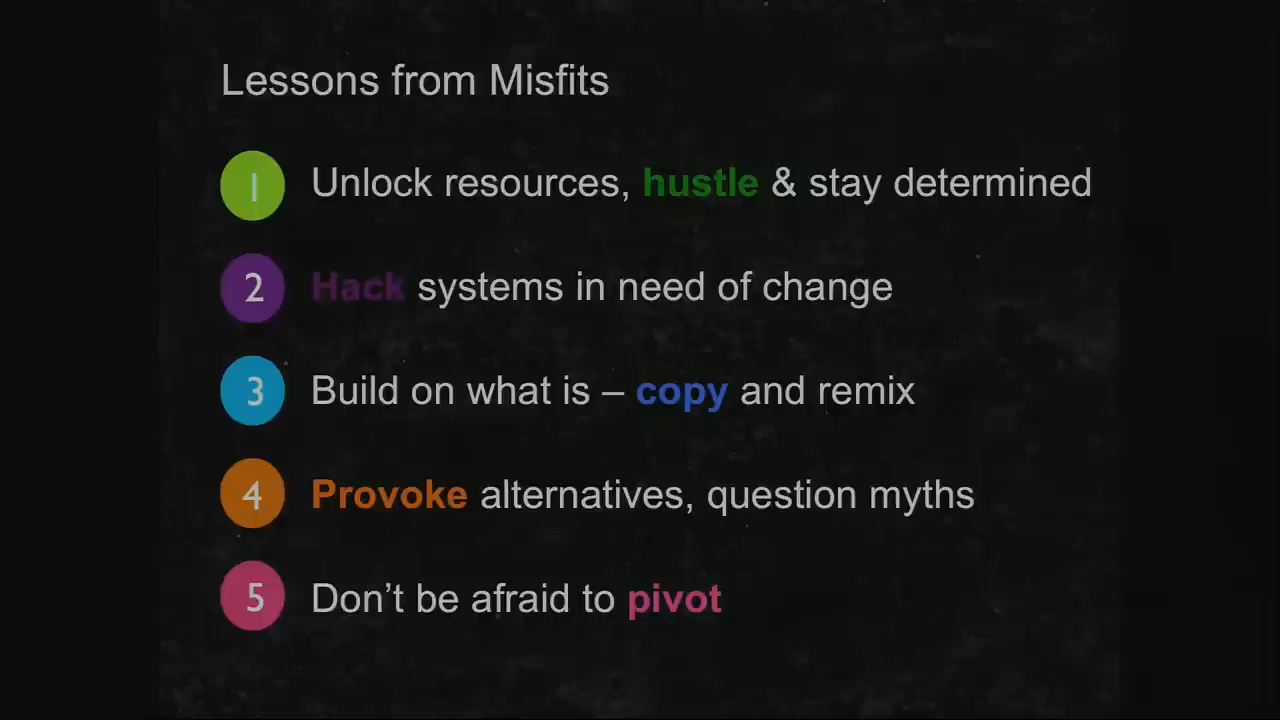 Lessons from Misfits
1 Unlock resources, hustle & stay determined
2 Hack systems in need of change
3 Build on what is – copy and remix
4 Provoke alternatives, question myths
5 Don’t be afraid to pivot